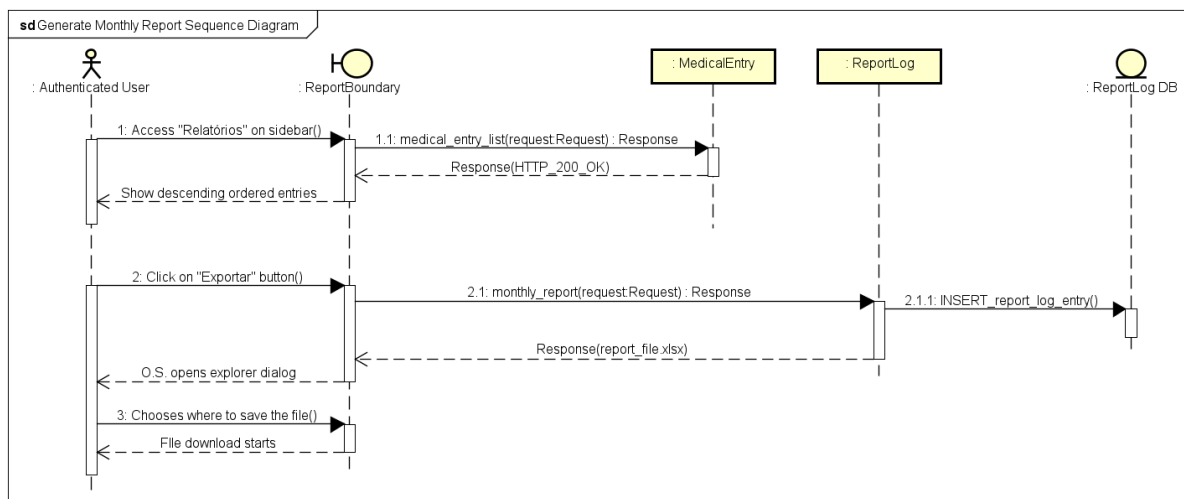 sd Generate Monthly Report Sequence Diagram
: Authenticated User
: ReportBoundary
: MedicalEntry
: ReportLog
: ReportLog DB
1: Access "Relatórios" on sidebar()
1.1: medical_entry_list(request:Request) : Response
Response(HTTP_200_OK)
Show descending ordered entries
2: Click on "Exportar" button()
2.1: monthly_report(request:Request) : Response
2.1.1: INSERT_report_log_entry()
Response(report_file.xlsx)
O.S. opens explorer dialog
3: Chooses where to save the file()
FIle download starts